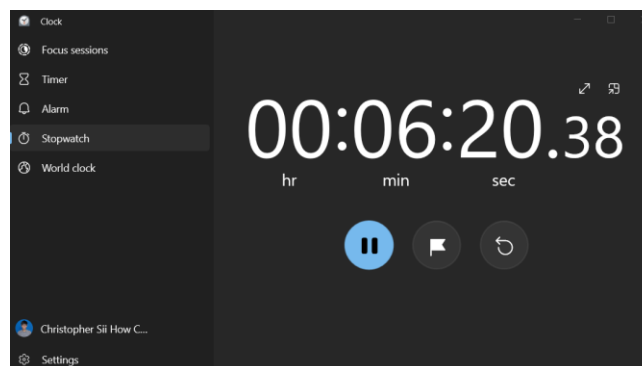 Clock
Focus sessions
Timer
Alarm
Stopwatch
World clock
00:06:20.38
hr min sec
Christopher Sii How C...
Settings